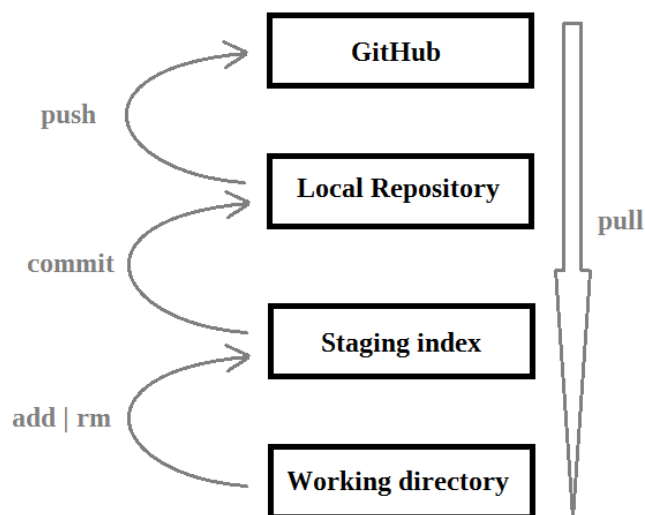 GitHub
push
Local Repository
pull
commit
Staging index
add | rm
Working directory